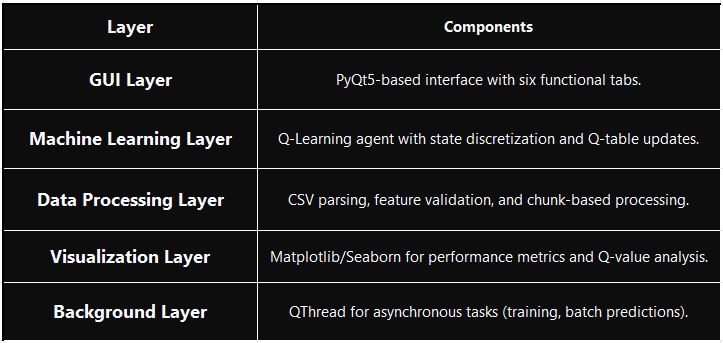 Layer Components
GUI Layer PyQt5-based interface with six functional tabs.
Machine Learning Layer Q-Learning agent with state discretization and Q-table updates.
Data Processing Layer CSV parsing, feature validation, and chunk-based processing.
Visualization Layer Matplotlib/Seaborn for performance metrics and Q-value analysis.
Background Layer QThread for asynchronous tasks (training, batch predictions).